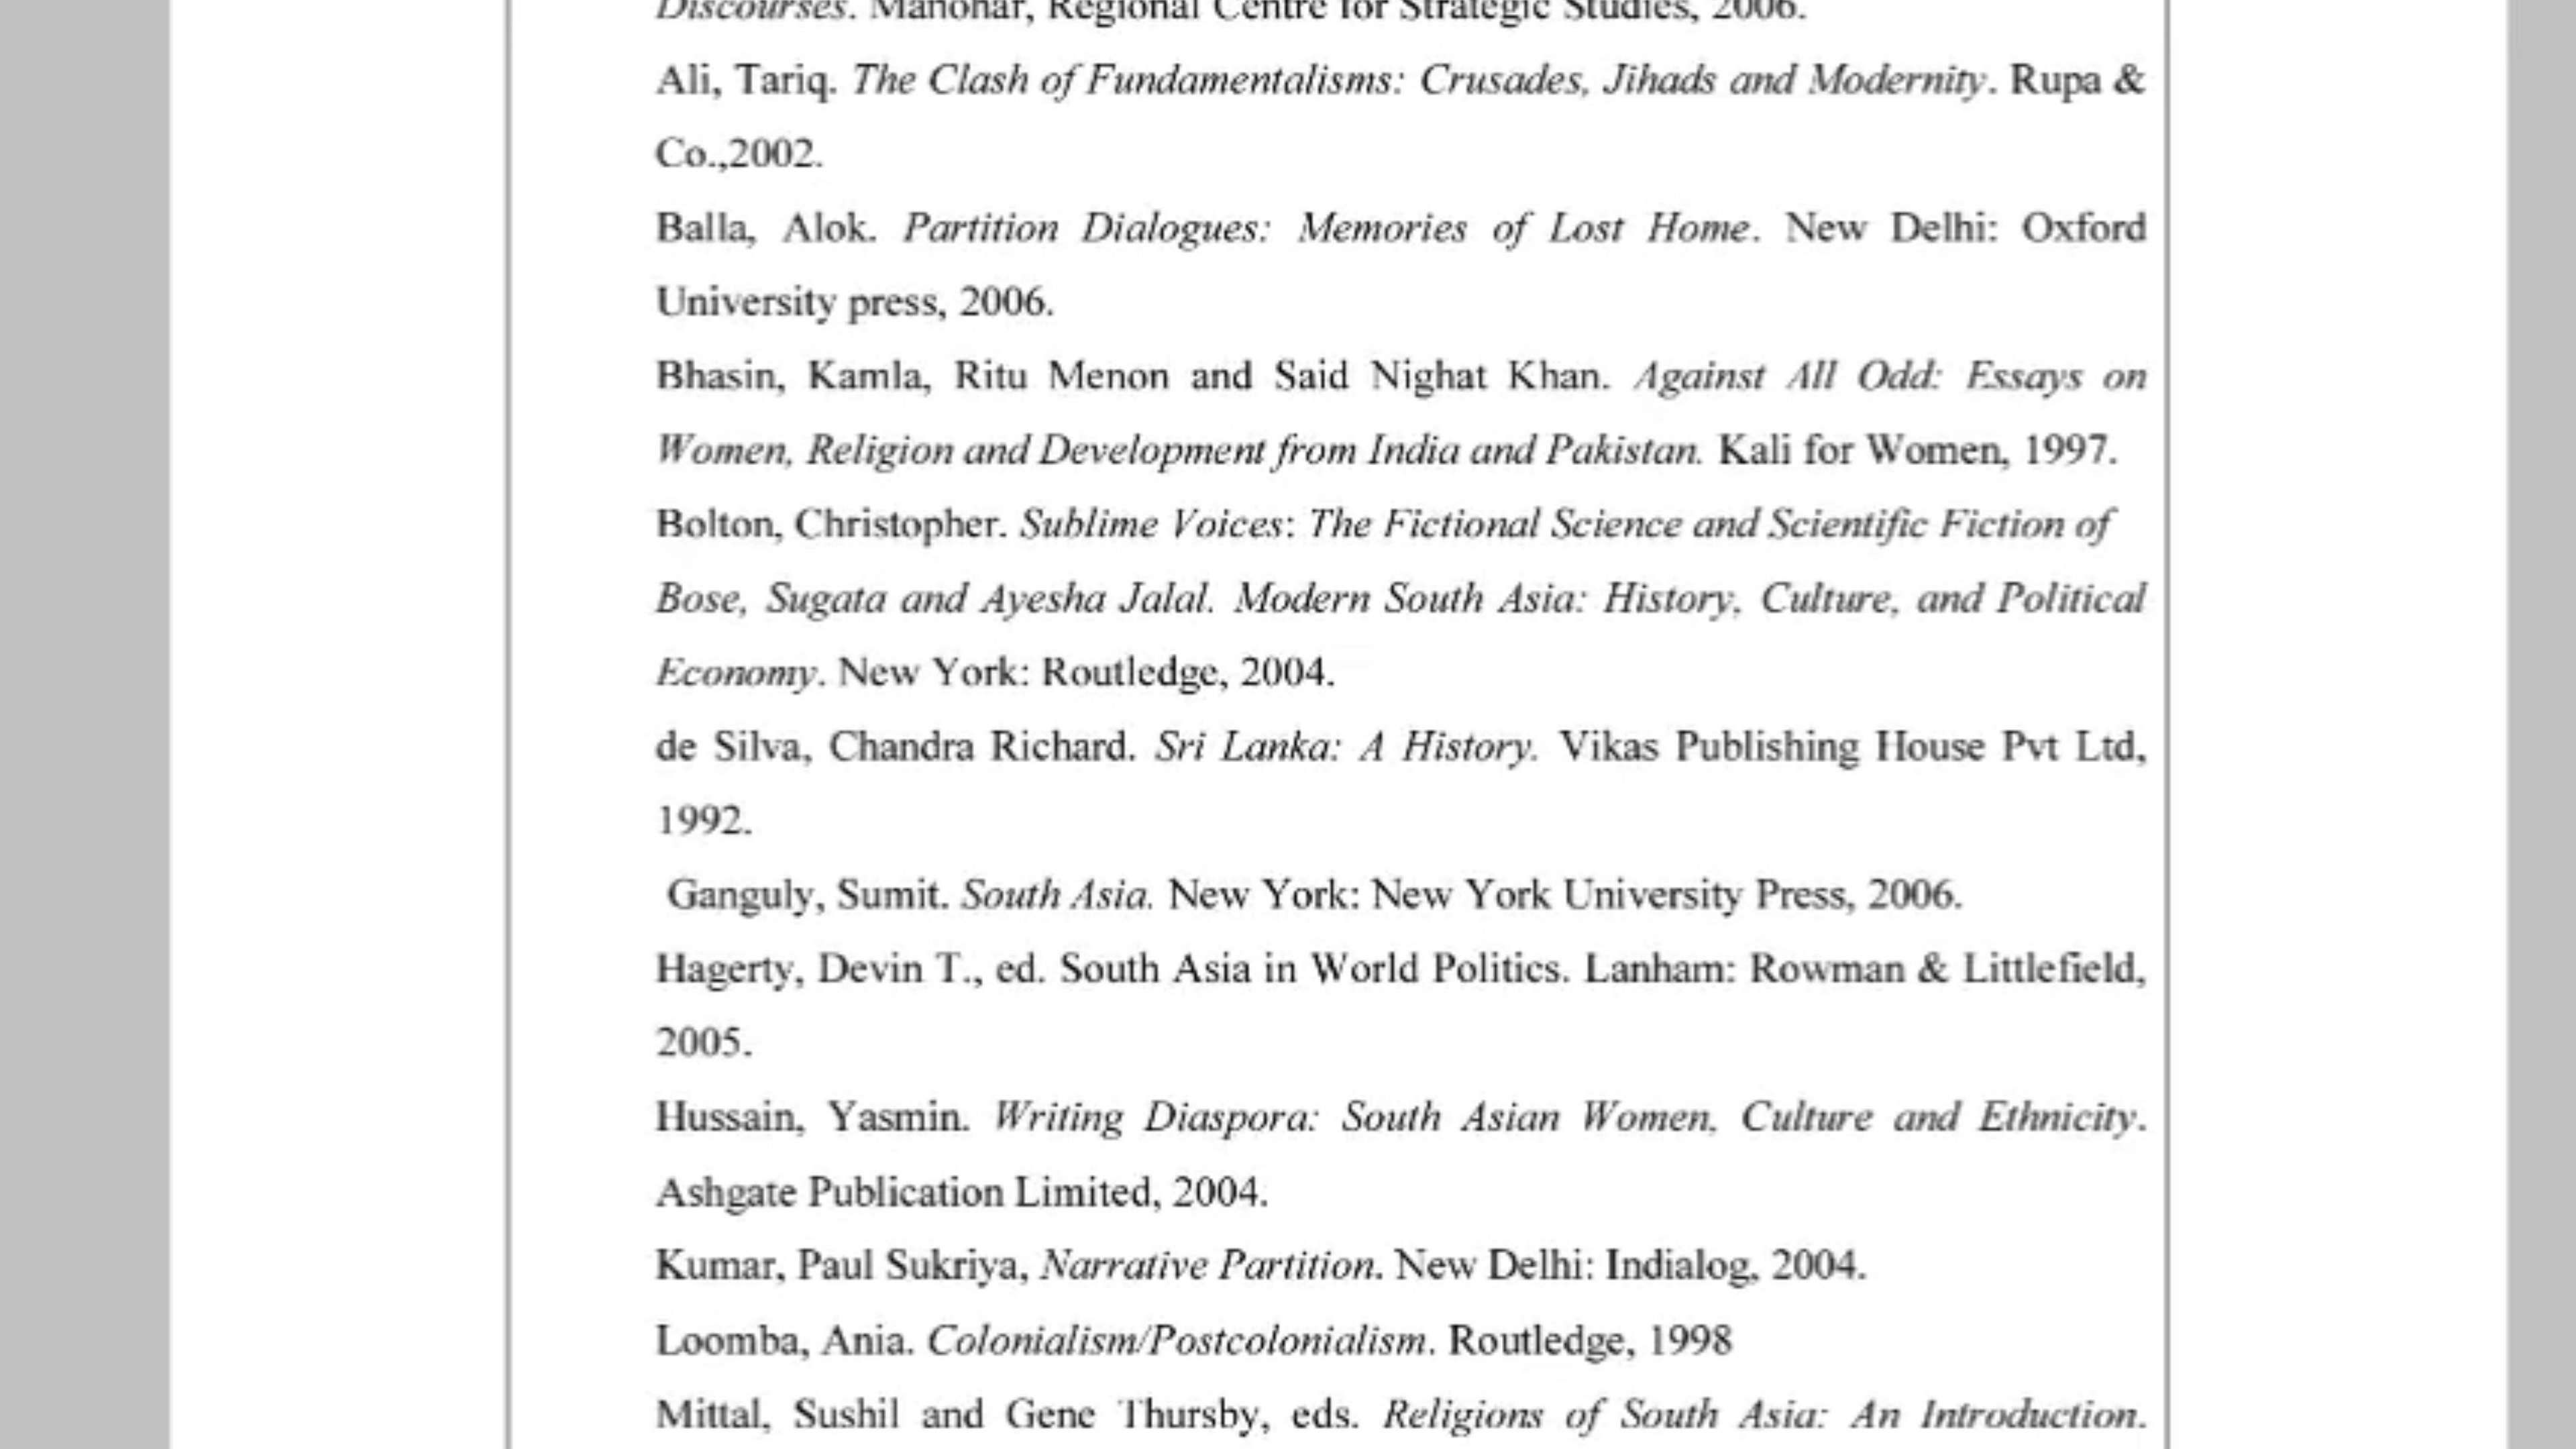 Discourses. Manohar, Regional Centre for Strategic Studies, 2006.
Ali, Tariq. The Clash of Fundamentalisms: Crusades, Jihads and Modernity. Rupa &
Co.,2002.
Balla, Alok. Partition Dialogues: Memories of Lost Home. New Delhi: Oxford
University press, 2006.
Bhasin, Kamla, Ritu Menon and Said Nighat Khan. Against All Odd: Essays on
Women, Religion and Development from India and Pakistan. Kali for Women, 1997.
Bolton, Christopher. Sublime Voices: The Fictional Science and Scientific Fiction of
Bose, Sugata and Ayesha Jalal. Modern South Asia: History, Culture, and Political
Economy. New York: Routledge, 2004.
de Silva, Chandra Richard. Sri Lanka: A History. Vikas Publishing House Pvt Ltd,
1992.
Ganguly, Sumit. South Asia. New York: New York University Press, 2006.
Hagerty, Devin T., ed. South Asia in World Politics. Lanham: Rowman & Littlefield,
2005.
Hussain, Yasmin. Writing Diaspora: South Asian Women, Culture and Ethnicity.
Ashgate Publication Limited, 2004.
Kumar, Paul Sukriya, Narrative Partition. New Delhi: Indialog, 2004.
Loomba, Ania. Colonialism/Postcolonialism. Routledge, 1998
Mittal, Sushil and Gene Thursby, eds. Religions of South Asia: An Introduction.